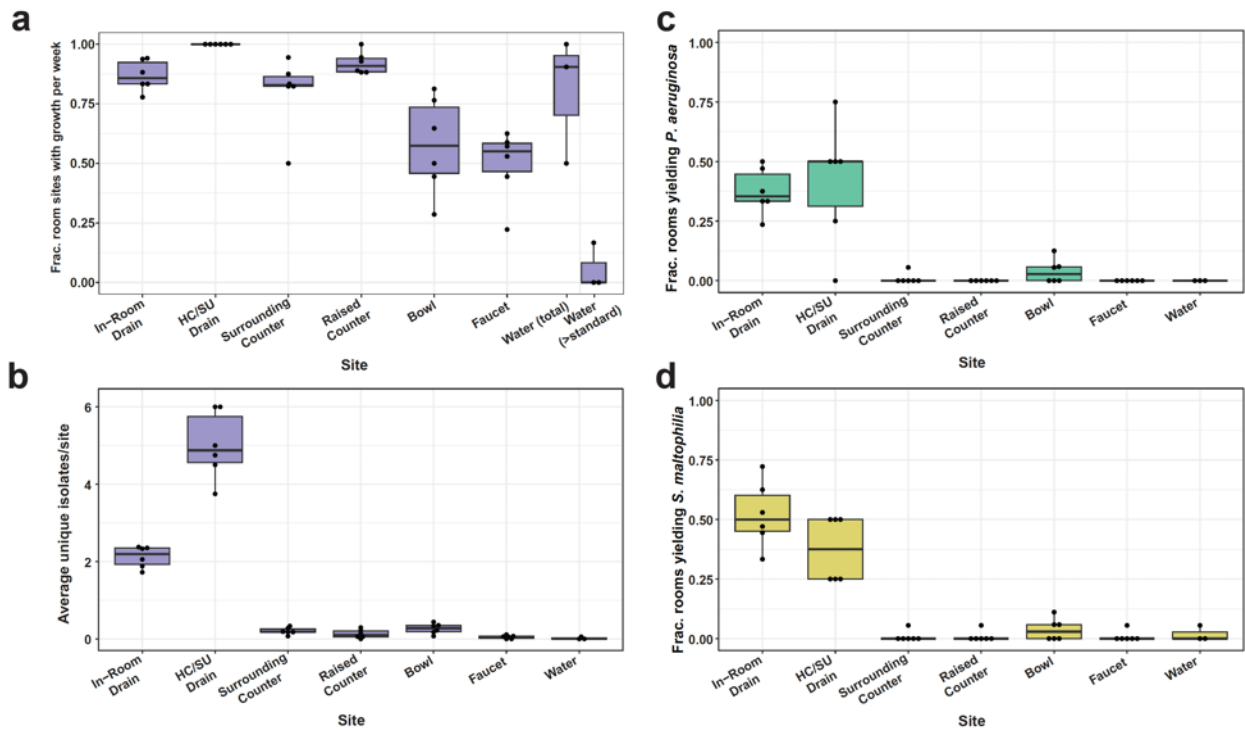 a
Frac. room sites with growth per week
1.00
0.75
0.50
0.25
0.00
In-Room
Drain
HC/SU
Drain
Surrounding
Counter
Raised
Counter
Bowl
Faucet
Water (total)
Water
(>standard)
Site
b
Average unique isolates/site
6
4
2
0
In-Room
Drain
HC/SU
Drain
Surrounding
Counter
Raised
Counter
Bowl
Faucet
Water
Site
c
Frac. rooms yielding P. aeruginosa
1.00
0.75
0.50
0.25
0.00
In-Room
Drain
HC/SU
Drain
Surrounding
Counter
Raised
Counter
Bowl
Faucet
Water
Site
d
Frac. rooms yielding S. maltophilia
1.00
0.75
0.50
0.25
0.00
In-Room
Drain
HC/SU
Drain
Surrounding
Counter
Raised
Counter
Bowl
Faucet
Water
Site